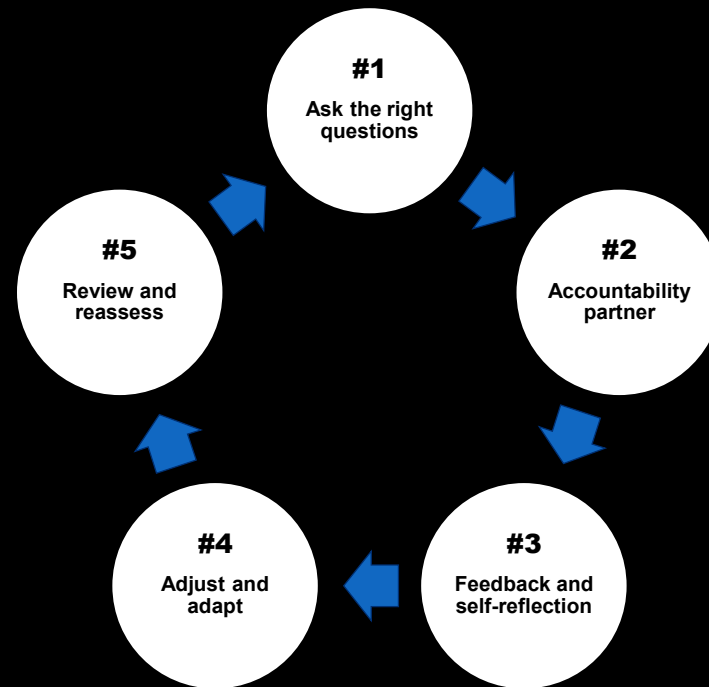 #1
Ask the right
questions
#2
Accountability
partner
#3
Feedback and
self-reflection
#4
Adjust and
adapt
#5
Review and
reassess